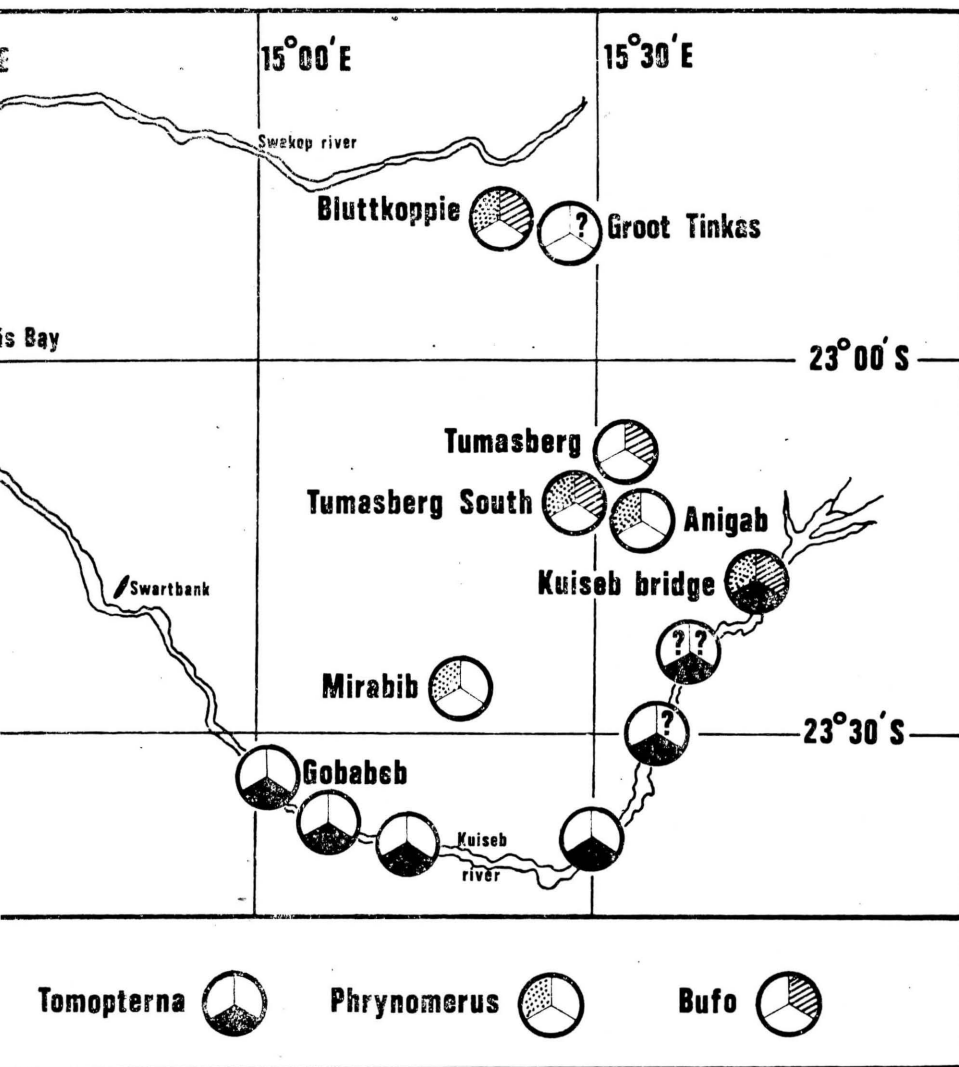 15°00'E
15°30'E
Swakop river
Bluttkoppie
?
Groot Tinkas
is Bay
23°00'S
Tumasberg
Tumasberg South
Anigab
Kuiseb bridge
Swartbank
? ?
Mirabib
?
23°30'S
Gobabeb
Kuiseb
river
Tomopterna
Phrynomerus
Bufo